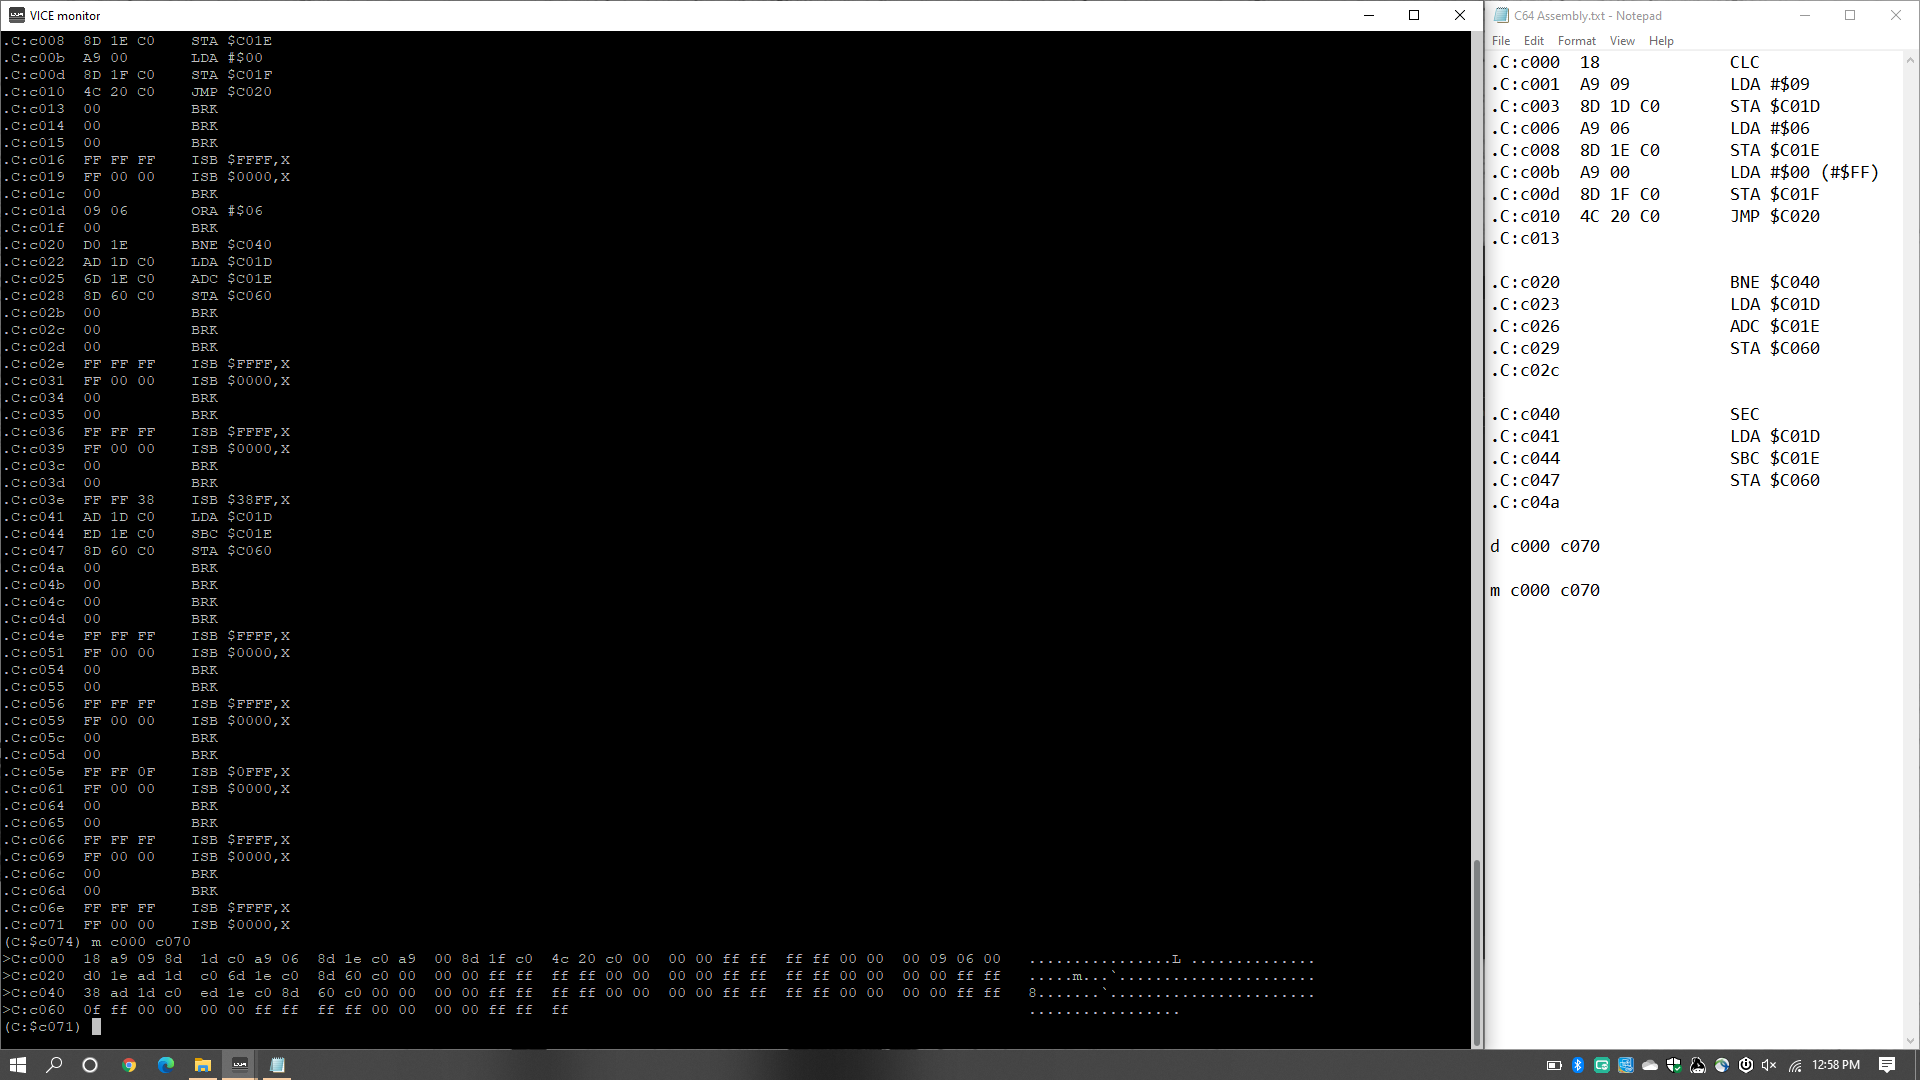 VICE monitor
.C:c008  8D 1E C0    STA $C01E
.C:c00b  A9 00       LDA #$00
.C:c00d  8D 1F C0    STA $C01F
.C:c010  4C 20 C0    JMP $C020
.C:c013  00          BRK
.C:c014  00          BRK
.C:c015  00          BRK
.C:c016  FF FF FF    ISB $FFFF,X
.C:c019  FF 00 00    ISB $0000,X
.C:c01c  00          BRK
.C:c01d  09 06       ORA #$06
.C:c01f  00          BRK
.C:c020  D0 1E       BNE $C040
.C:c022  AD 1D C0    LDA $C01D
.C:c025  6D 1E C0    ADC $C01E
.C:c028  8D 60 C0    STA $C060
.C:c02b  00          BRK
.C:c02c  00          BRK
.C:c02d  00          BRK
.C:c02e  FF FF FF    ISB $FFFF,X
.C:c031  FF 00 00    ISB $0000,X
.C:c034  00          BRK
.C:c035  00          BRK
.C:c036  FF FF FF    ISB $FFFF,X
.C:c039  FF 00 00    ISB $0000,X
.C:c03c  00          BRK
.C:c03d  00          BRK
.C:c03e  FF FF 38    ISB $38FF,X
.C:c041  AD 1D C0    LDA $C01D
.C:c044  ED 1E C0    SBC $C01E
.C:c047  8D 60 C0    STA $C060
.C:c04a  00          BRK
.C:c04b  00          BRK
.C:c04c  00          BRK
.C:c04d  00          BRK
.C:c04e  FF FF FF    ISB $FFFF,X
.C:c051  FF 00 00    ISB $0000,X
.C:c054  00          BRK
.C:c055  00          BRK
.C:c056  FF FF FF    ISB $FFFF,X
.C:c059  FF 00 00    ISB $0000,X
.C:c05c  00          BRK
.C:c05d  00          BRK
.C:c05e  FF FF 0F    ISB $0FFF,X
.C:c061  FF 00 00    ISB $0000,X
.C:c064  00          BRK
.C:c065  00          BRK
.C:c066  FF FF FF    ISB $FFFF,X
.C:c069  FF 00 00    ISB $0000,X
.C:c06c  00          BRK
.C:c06d  00          BRK
.C:c06e  FF FF FF    ISB $FFFF,X
.C:c071  FF 00 00    ISB $0000,X
(C:$c074) m c000 c070
>C:c000  18 a9 09 8d  1d c0 a9 06  8d 1e c0 a9  00 8d 1f c0  4c 20 c0 00  00 00 ff ff  ff ff 00 00  00 09 06 00   ................L ..............
>C:c020  d0 1e ad 1d  c0 6d 1e c0  8d 60 c0 00  00 00 ff ff  ff ff 00 00  00 00 ff ff  ff ff 00 00  00 00 ff ff   .....m...`......................
>C:c040  38 ad 1d c0  ed 1e c0 8d  60 c0 00 00  00 00 ff ff  ff ff 00 00  00 00 ff ff  ff ff 00 00  00 00 ff ff   8.......`.......................
>C:c060  0f ff 00 00  00 00 ff ff  ff ff 00 00  00 00 ff ff  ff   .................
(C:$c071)
C64 Assembly.txt - Notepad
File Edit Format View Help
.C:c000  18             CLC
.C:c001  A9 09          LDA #$09
.C:c003  8D 1D C0       STA $C01D
.C:c006  A9 06          LDA #$06
.C:c008  8D 1E C0       STA $C01E
.C:c00b  A9 00          LDA #$00 (#$FF)
.C:c00d  8D 1F C0       STA $C01F
.C:c010  4C 20 C0       JMP $C020
.C:c013
.C:c020                 BNE $C040
.C:c023                 LDA $C01D
.C:c026                 ADC $C01E
.C:c029                 STA $C060
.C:c02c
.C:c040                 SEC
.C:c041                 LDA $C01D
.C:c044                 SBC $C01E
.C:c047                 STA $C060
.C:c04a
d c000 c070
m c000 c070
12:58 PM